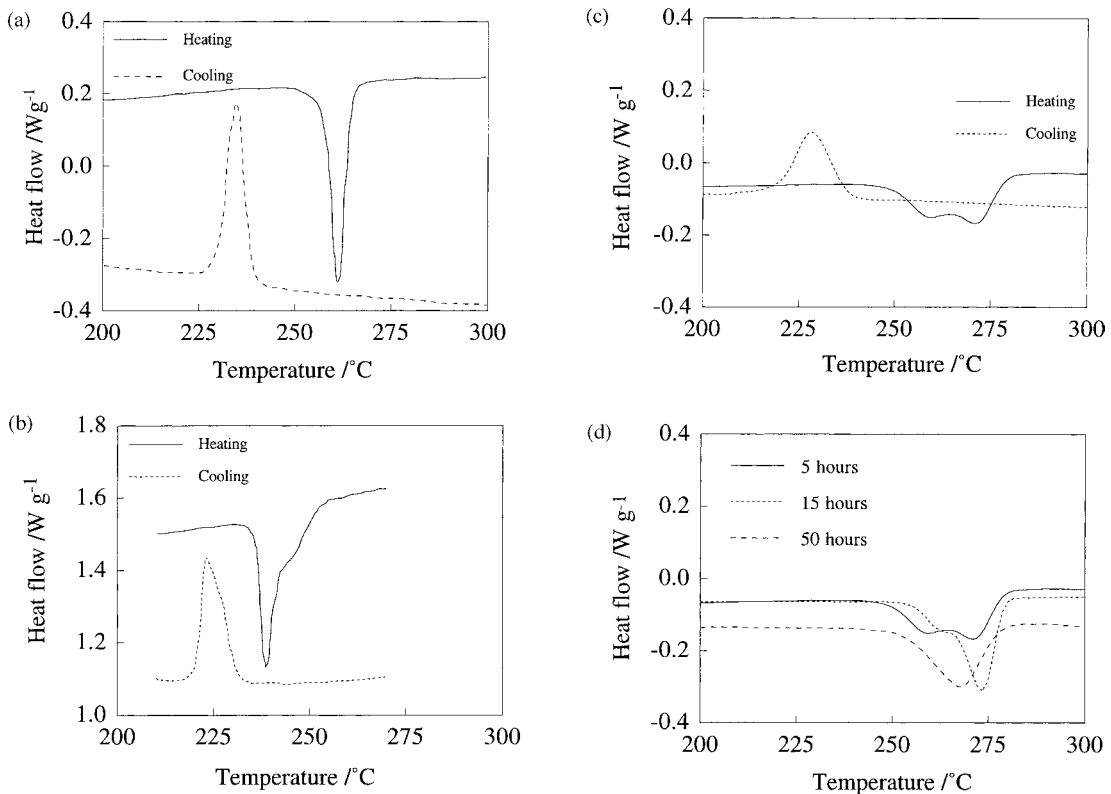 (a)
0.4
0.2
0.0
-0.2
-0.4
Heat flow /Wg-1
Heating
Cooling
200
225
250
275
300
Temperature /°C
(b)
1.8
1.6
1.4
1.2
1.0
Heat flow /W g-1
Heating
Cooling
200
225
250
275
300
Temperature /°C
(c)
0.4
0.2
0.0
-0.2
-0.4
Heat flow /W g-1
Heating
Cooling
200
225
250
275
300
Temperature /°C
(d)
0.4
0.2
0.0
-0.2
-0.4
Heat flow /W g-1
5 hours
15 hours
50 hours
200
225
250
275
300
Temperature /°C